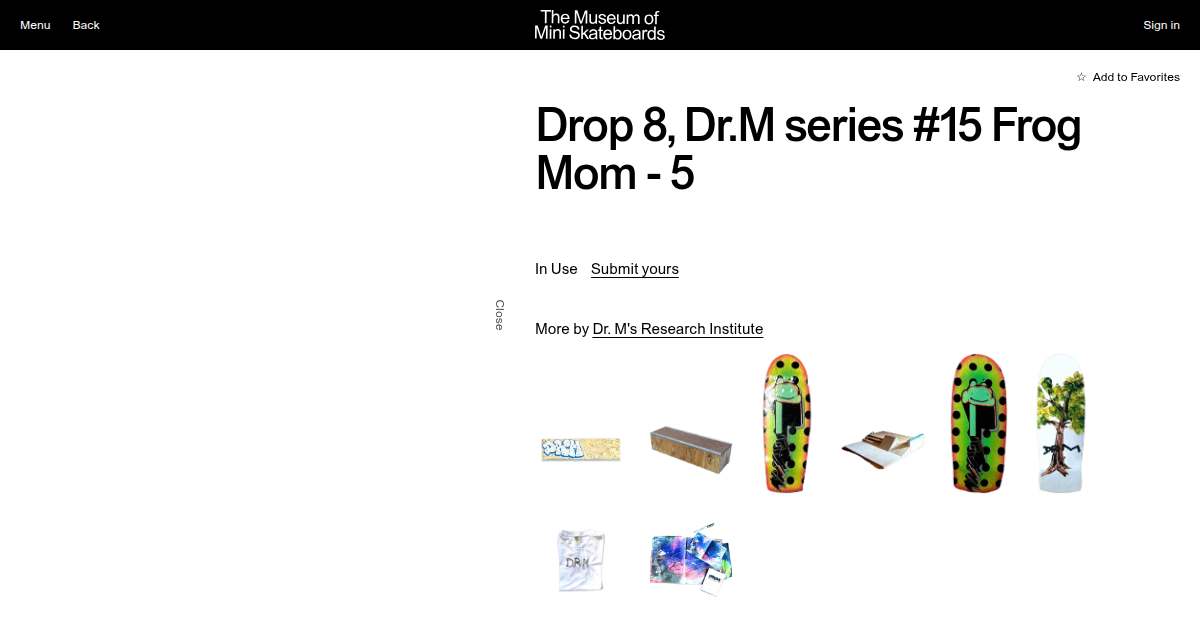 Menu Back
The Museum of
Mini Skateboards
Sign in
☆ Add to Favorites
Drop 8, Dr.M series #15 Frog
Mom - 5
In Use Submit yours
Close
More by Dr. M's Research Institute
DRM